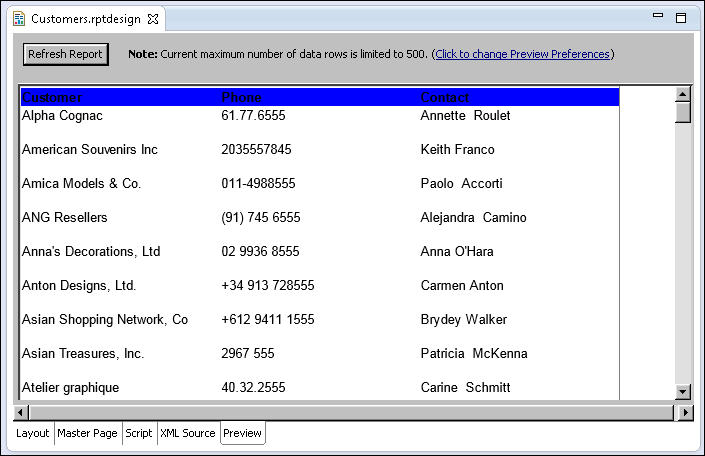 Customers.rptdesign
Refresh Report Note: Current maximum number of data rows is limited to 500. (Click to change Preview Preferences)
Customer Phone Contact
Alpha Cognac 61.77.6555 Annette Roulet
American Souvenirs Inc 2035557845 Keith Franco
Amica Models & Co. 011-4988555 Paolo Accorti
ANG Resellers (91) 745 6555 Alejandra Camino
Anna's Decorations, Ltd 02 9936 8555 Anna O'Hara
Anton Designs, Ltd. +34 913 728555 Carmen Anton
Asian Shopping Network, Co +612 9411 1555 Brydey Walker
Asian Treasures, Inc. 2967 555 Patricia McKenna
Atelier graphique 40.32.2555 Carine Schmitt
Layout Master Page Script XML Source Preview